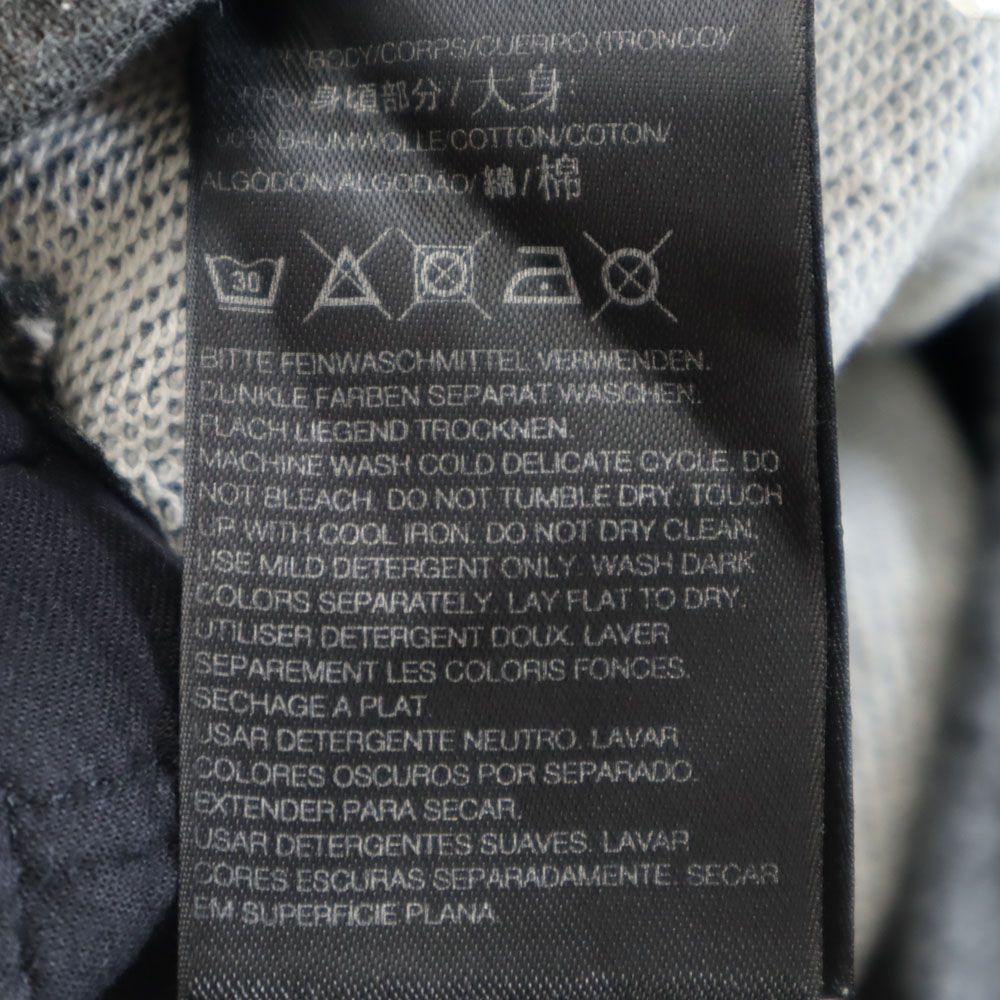 BODY/CORPS/CUERPO (TRONCO)/
身頃部分/大身:
BAUMWOLLE COTTON/COTON/
ALGODON/ALGODAO/綿/棉
30
BITTE FEINWASCHMITTEL VERWENDEN.
DUNKLE FARBEN SEPARAT WASCHEN.
FLACH LIEGEND TROCKNEN.
MACHINE WASH COLD DELICATE CYCLE. DO
NOT BLEACH. DO NOT TUMBLE DRY. TOUCH
UP WITH COOL IRON. DO NOT DRY CLEAN.
USE MILD DETERGENT ONLY. WASH DARK
COLORS SEPARATELY. LAY FLAT TO DRY.
UTILISER DETERGENT DOUX. LAVER
SEPAREMENT LES COLORIS FONCES.
SECHAGE A PLAT
USAR DETERGENTE NEUTRO. LAVAR
COLORES OSCUROS POR SEPARADO.
EXTENDER PARA SECAR.
USAR DETERGENTES SUAVES. LAVAR
CORES ESCURAS SEPARADAMENTE. SECAR
EM SUPERFÍCIE PLANA